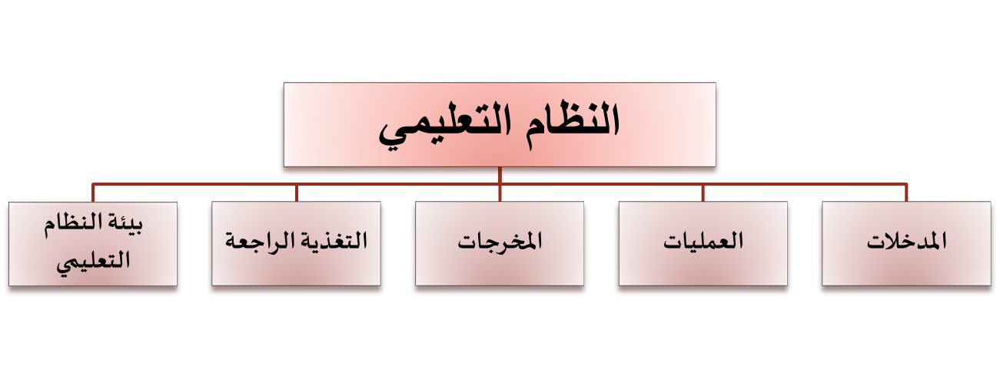 النظام التعليمي
المدخلات
العمليات
المخرجات
التغذية الراجعة
بيئة النظام
التعليمي